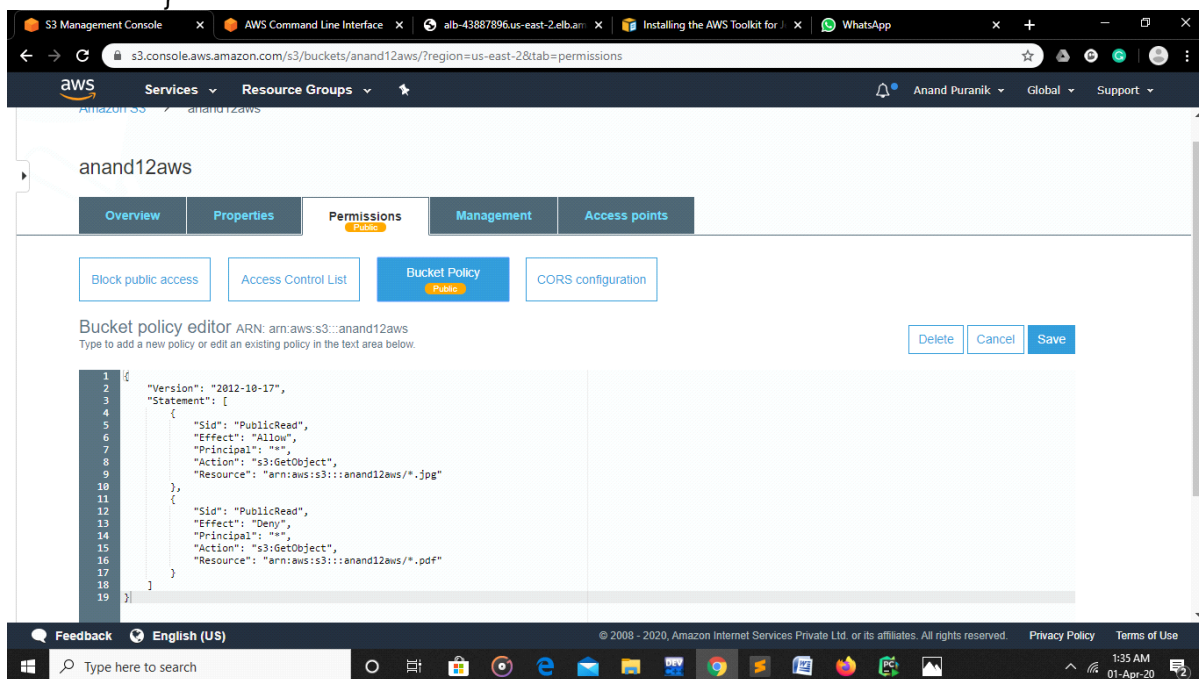 S3 Management Console
AWS Command Line Interface
alb-43887896.us-east-2.elb.am
Installing the AWS Toolkit for J
WhatsApp
s3.console.aws.amazon.com/s3/buckets/anand12aws/?region=us-east-2&tab=permissions
aws
Services
Resource Groups
Anand Puranik
Global
Support
Amazon S3 > anand12aws
anand12aws
Overview
Properties
Permissions
Public
Management
Access points
Block public access
Access Control List
Bucket Policy
Public
CORS configuration
Bucket policy editor ARN: arn:aws:s3:::anand12aws
Type to add a new policy or edit an existing policy in the text area below.
Delete
Cancel
Save
1 {
2 "Version": "2012-10-17",
3 "Statement": [
4 {
5 "Sid": "PublicRead",
6 "Effect": "Allow",
7 "Principal": "*",
8 "Action": "s3:GetObject",
9 "Resource": "arn:aws:s3:::anand12aws/*.jpg"
10 },
11 {
12 "Sid": "PublicRead",
13 "Effect": "Deny",
14 "Principal": "*",
15 "Action": "s3:GetObject",
16 "Resource": "arn:aws:s3:::anand12aws/*.pdf"
17 }
18 ]
19 }
Feedback
English (US)
© 2008 - 2020, Amazon Internet Services Private Ltd. or its affiliates. All rights reserved.
Privacy Policy
Terms of Use
Type here to search
DEV
PC
1:35 AM
01-Apr-20
2